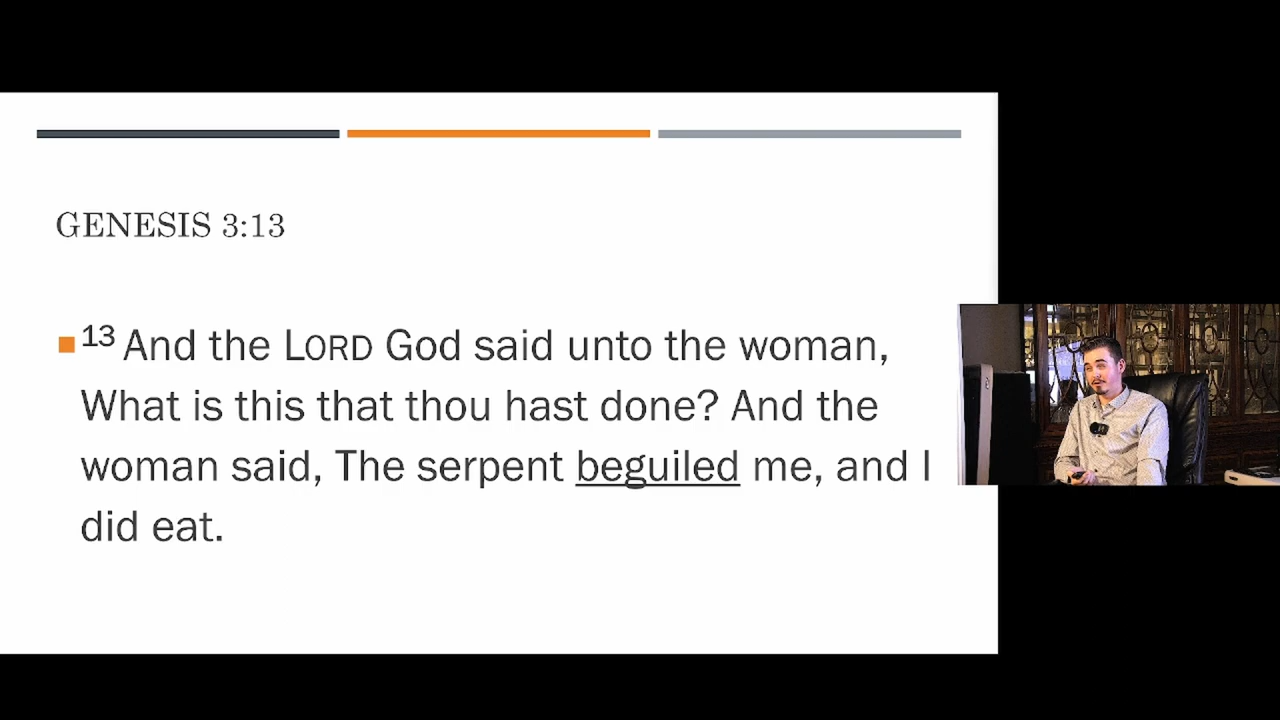 GENESIS 3:13
13 And the LORD God said unto the woman,
What is this that thou hast done? And the
woman said, The serpent beguiled me, and I
did eat.